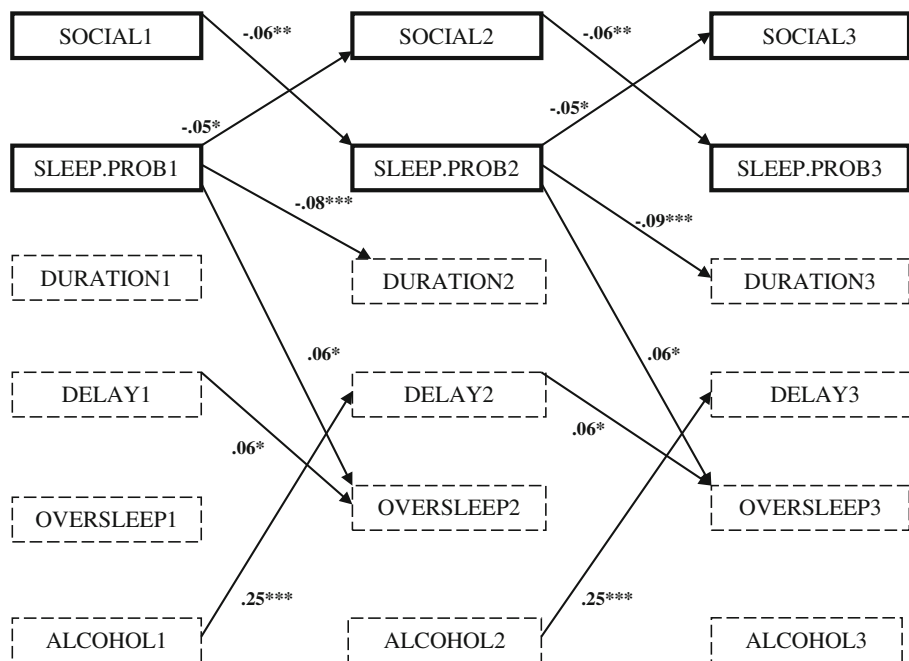 SOCIAL1 -.06** SOCIAL2 -.06** SOCIAL3
-.05* -.05*
SLEEP.PROB1 SLEEP.PROB2 SLEEP.PROB3
-.08*** -.09***
DURATION1 DURATION2 DURATION3
.06* .06*
DELAY1 DELAY2 DELAY3
.06* .06*
OVERSLEEP1 OVERSLEEP2 OVERSLEEP3
.25*** .25***
ALCOHOL1 ALCOHOL2 ALCOHOL3